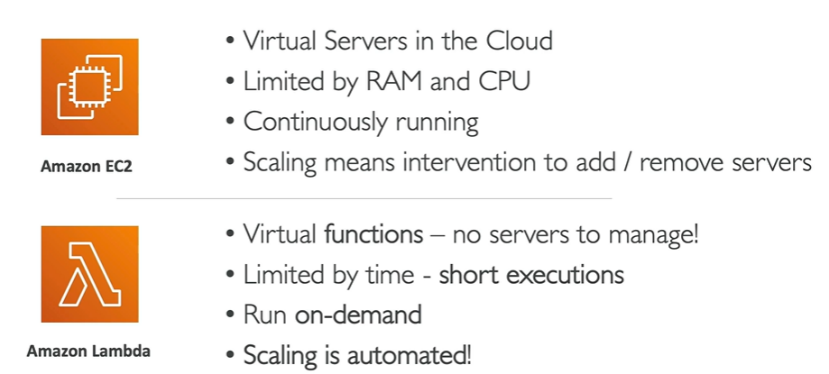 • Virtual Servers in the Cloud
• Limited by RAM and CPU
• Continuously running
• Scaling means intervention to add / remove servers
Amazon EC2
• Virtual functions – no servers to manage!
• Limited by time - short executions
• Run on-demand
• Scaling is automated!
Amazon Lambda